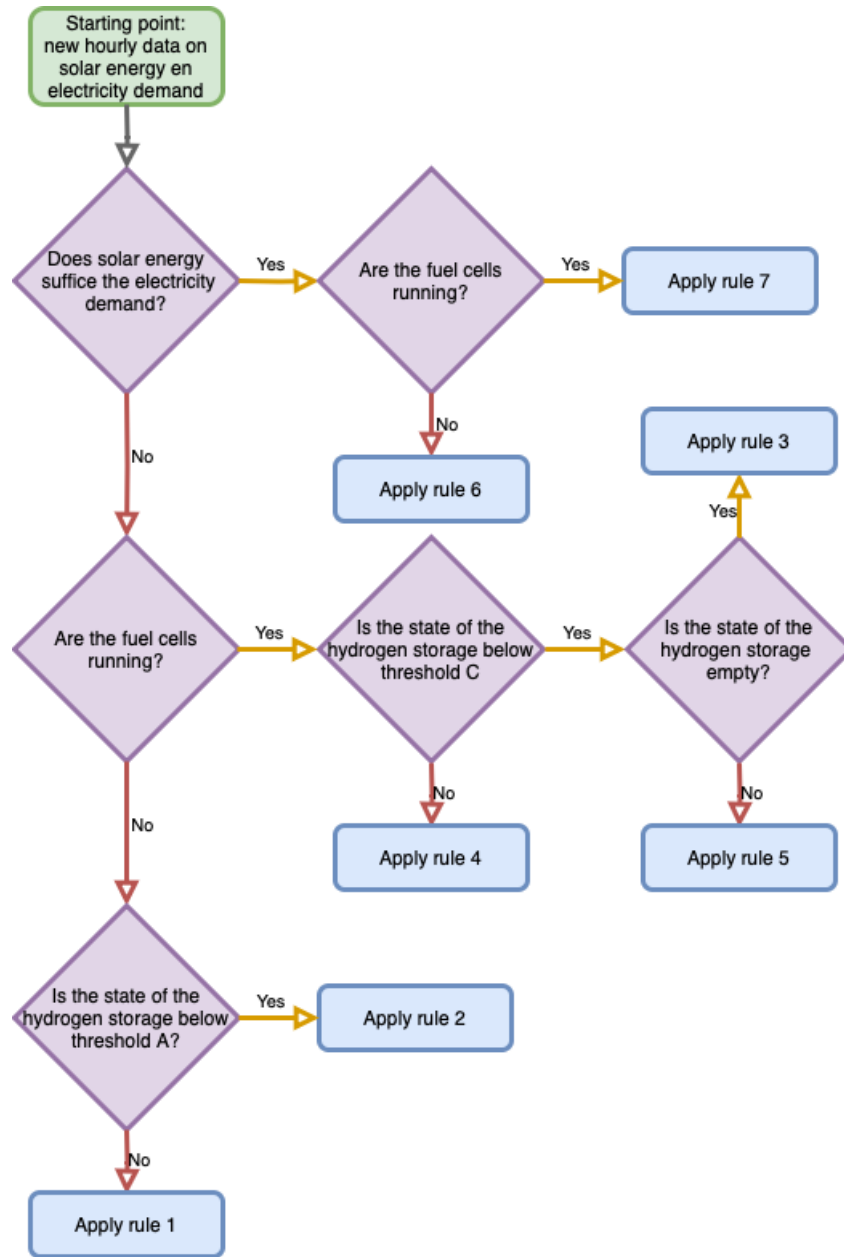 Starting point:
new hourly data on
solar energy en
electricity demand
Does solar energy
suffice the electricity
demand?
Yes
Are the fuel cells
running?
Yes
Apply rule 7
No
No
Apply rule 6
Apply rule 3
Yes
Are the fuel cells
running?
Yes
Is the state of the
hydrogen storage below
threshold C
Yes
Is the state of the
hydrogen storage
empty?
No
No
No
Apply rule 4
Apply rule 5
Is the state of the
hydrogen storage below
threshold A?
Yes
Apply rule 2
No
Apply rule 1